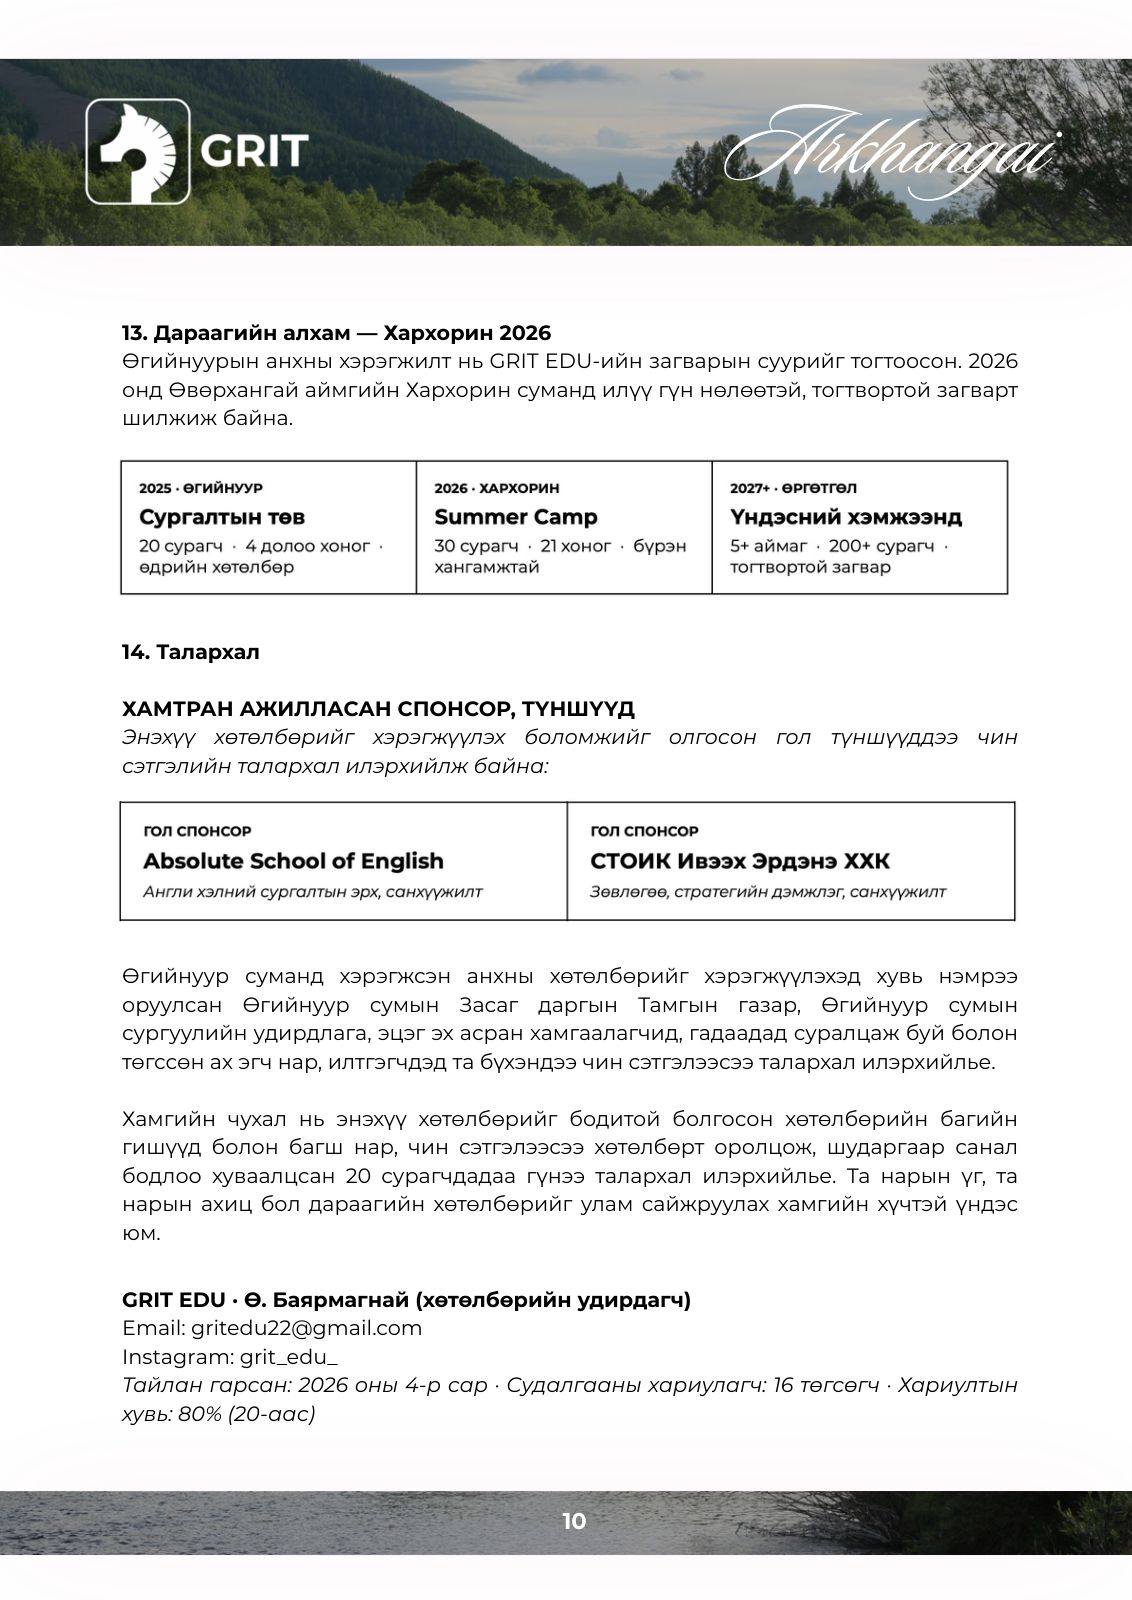 GRIT
Arkhangai
13. Дараагийн алхам — Хархорин 2026
Өгийнуурын анхны хэрэгжилт нь GRIT EDU-ийн загварын суурийг тогтоосон. 2026
онд Өвөрхангай аймгийн Хархорин суманд илүү гүн нөлөөтэй, тогтвортой загварт
шилжиж байна.
2025 · ӨГИЙНУУР
Сургалтын төв
20 сурагч · 4 долоо хоног ·
өдрийн хөтөлбөр
2026 · ХАРХОРИН
Summer Camp
30 сурагч · 21 хоног · бүрэн
хангамжтай
2027+ · ӨРГӨТГӨЛ
Үндэсний хэмжээнд
5+ аймаг · 200+ сурагч ·
тогтвортой загвар
14. Талархал
ХАМТРАН АЖИЛЛАСАН СПОНСОР, ТҮНШҮҮД
Энэхүү хөтөлбөрийг хэрэгжүүлэх боломжийг олгосон гол түншүүддээ чин
сэтгэлийн талархал илэрхийлж байна:
ГОЛ СПОНСОР
Absolute School of English
Англи хэлний сургалтын эрх, санхүүжилт
ГОЛ СПОНСОР
СТОИК Ивээх Эрдэнэ ХХК
Зөвлөгөө, стратегийн дэмжлэг, санхүүжилт
Өгийнуур суманд хэрэгжсэн анхны хөтөлбөрийг хэрэгжүүлэхэд хувь нэмрээ
оруулсан Өгийнуур сумын Засаг даргын Тамгын газар, Өгийнуур сумын
сургуулийн удирдлага, эцэг эх асран хамгаалагчид, гадаадад суралцаж буй болон
төгссөн ах эгч нар, илтгэгчдэд та бүхэндээ чин сэтгэлээсээ талархал илэрхийлье.
Хамгийн чухал нь энэхүү хөтөлбөрийг бодитой болгосон хөтөлбөрийн багийн
гишүүд болон багш нар, чин сэтгэлээсээ хөтөлбөрт оролцож, шударгаар санал
бодлоо хуваалцсан 20 сурагчдадаа гүнээ талархал илэрхийлье. Та нарын үг, та
нарын ахиц бол дараагийн хөтөлбөрийг улам сайжруулах хамгийн хүчтэй үндэс
юм.
GRIT EDU · Ө. Баярмагнай (хөтөлбөрийн удирдагч)
Email: gritedu22@gmail.com
Instagram: grit_edu_
Тайлан гарсан: 2026 оны 4-р сар · Судалгааны хариулагч: 16 төгсөгч · Хариултын
хувь: 80% (20-аас)
10